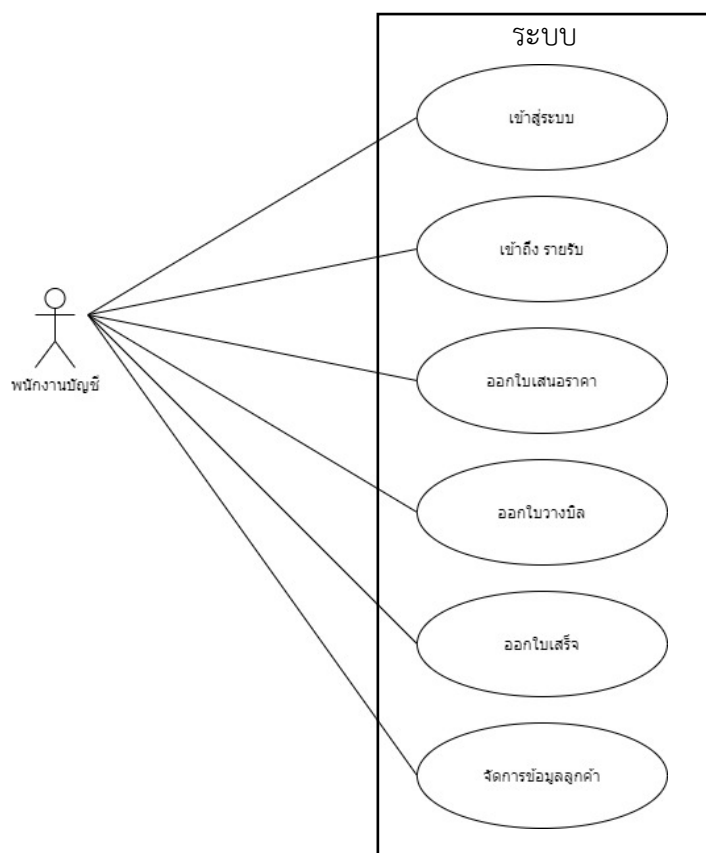 ระบบ
เข้าสู่ระบบ
เข้าถึง รายรับ
ออกใบเสนอราคา
พนักงานบัญชี
ออกใบวางบิล
ออกใบเสร็จ
จัดการข้อมูลลูกค้า